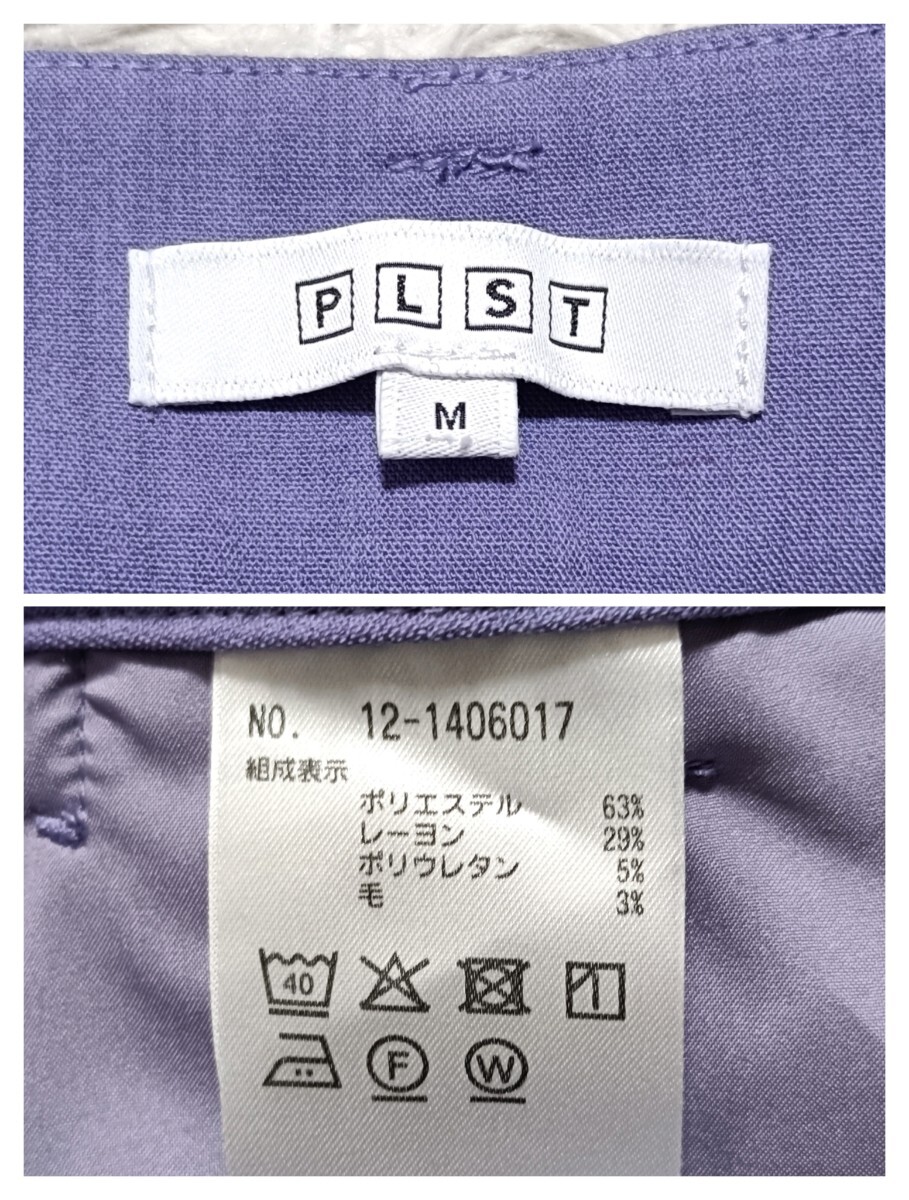 PLST
M
NO. 12-1406017
組成表示
ポリエステル 63%
レーヨン 29%
ポリウレタン 5%
毛 3%
40
F W